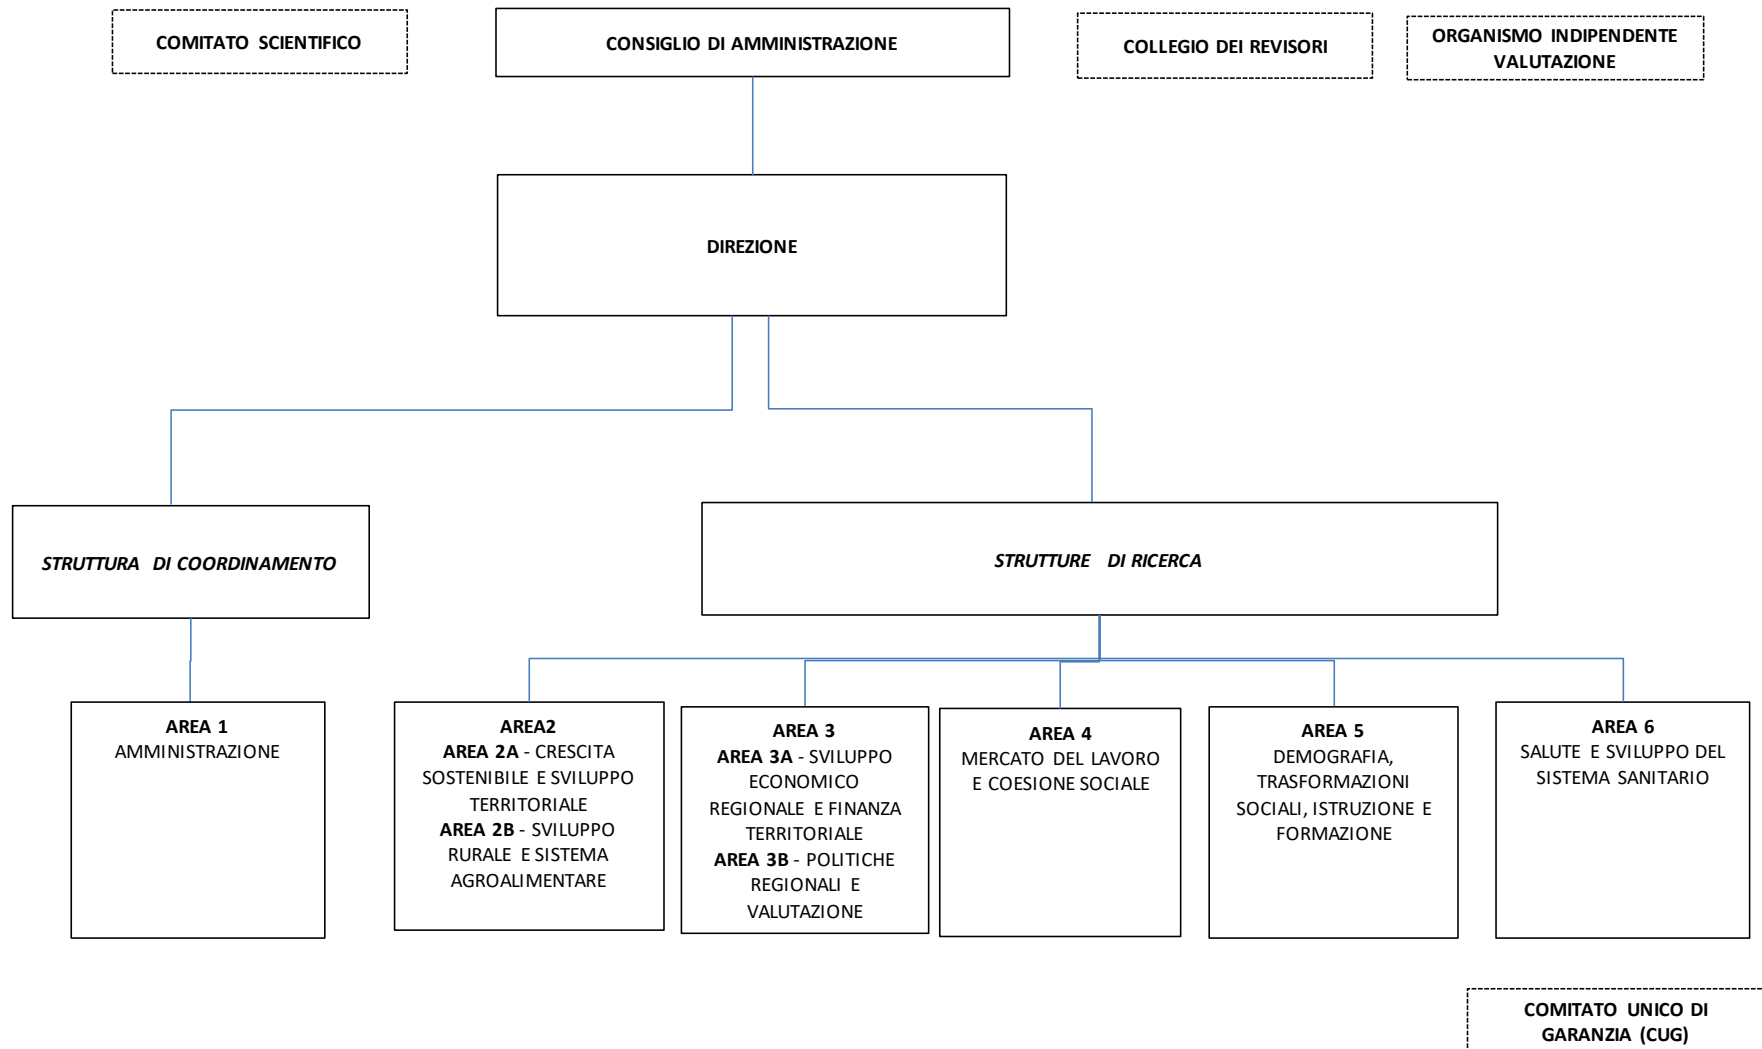 COMITATO SCIENTIFICO
CONSIGLIO DI AMMINISTRAZIONE
COLLEGIO DEI REVISORI
ORGANISMO INDIPENDENTE
VALUTAZIONE
DIREZIONE
STRUTTURA DI COORDINAMENTO
STRUTTURE DI RICERCA
AREA 1
AMMINISTRAZIONE
AREA2
AREA 2A - CRESCITA
SOSTENIBILE E SVILUPPO
TERRITORIALE
AREA 2B - SVILUPPO
RURALE E SISTEMA
AGROALIMENTARE
AREA 3
AREA 3A - SVILUPPO
ECONOMICO
REGIONALE E FINANZA
TERRITORIALE
AREA 3B - POLITICHE
REGIONALI E
VALUTAZIONE
AREA 4
MERCATO DEL LAVORO
E COESIONE SOCIALE
AREA 5
DEMOGRAFIA,
TRASFORMAZIONI
SOCIALI, ISTRUZIONE E
FORMAZIONE
AREA 6
SALUTE E SVILUPPO DEL
SISTEMA SANITARIO
COMITATO UNICO DI
GARANZIA (CUG)